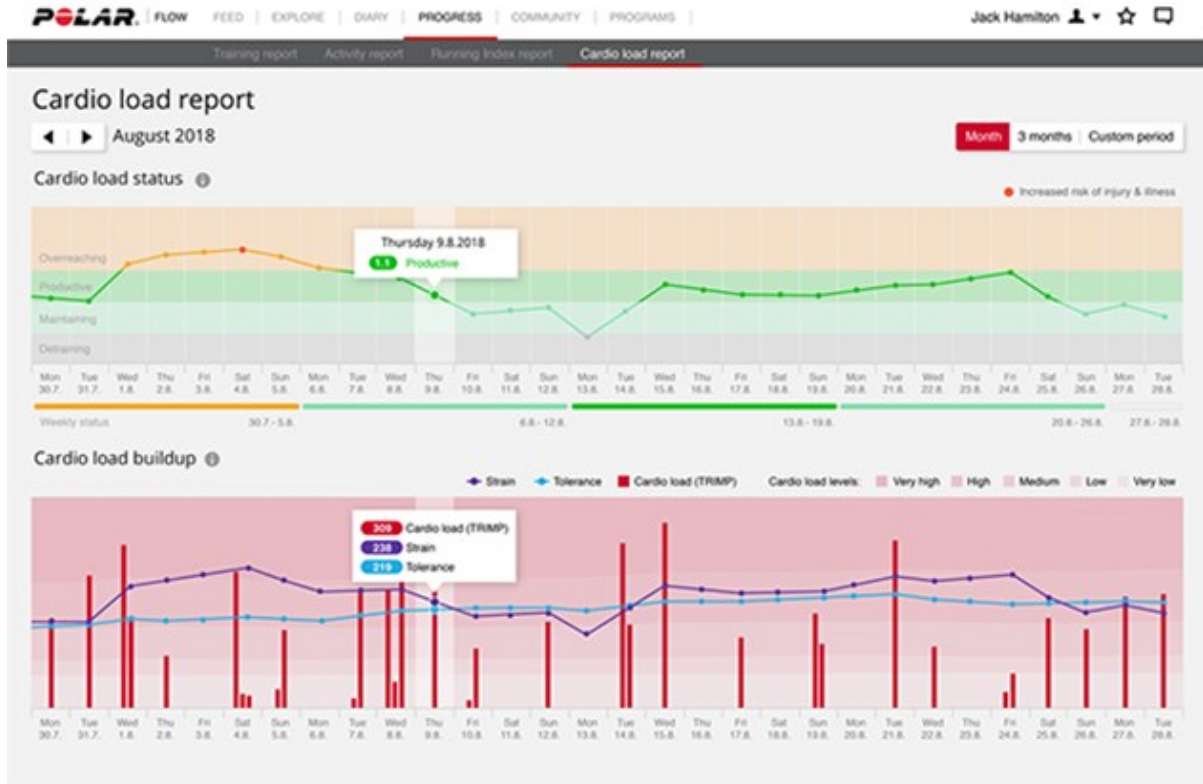 POLAR. FLOW FEED EXPLORE DIARY PROGRESS COMMUNITY PROGRAMS Jack Hamilton
Training report Activity report Running Index report Cardio load report
Cardio load report
August 2018 Month 3 months Custom period
Cardio load status
Increased risk of injury & illness
Thursday 9.8.2018
1.1 Productive
Overreaching
Productive
Maintaining
Detraining
Mon Tue Wed Thu Fri Sat Sun Mon Tue Wed Thu Fri Sat Sun Mon Tue Wed Thu Fri Sat Sun Mon Tue Wed Thu Fri Sat Sun Mon Tue
30.7. 31.7. 1.8. 2.8. 3.8. 4.8. 5.8. 6.8. 7.8. 8.8. 9.8. 10.8. 11.8. 12.8. 13.8. 14.8. 15.8. 16.8. 17.8. 18.8. 19.8. 20.8. 21.8. 22.8. 23.8. 24.8. 25.8. 26.8. 27.8. 28.8.
Weekly status 30.7. - 5.8. 6.8. - 12.8. 13.8. - 19.8. 20.8. - 26.8. 27.8. - 28.8.
Cardio load buildup
Strain Tolerance Cardio load (TRIMP) Cardio load levels: Very high High Medium Low Very low
309 Cardio load (TRIMP)
238 Strain
219 Tolerance
Mon Tue Wed Thu Fri Sat Sun Mon Tue Wed Thu Fri Sat Sun Mon Tue Wed Thu Fri Sat Sun Mon Tue Wed Thu Fri Sat Sun Mon Tue
30.7. 31.7. 1.8. 2.8. 3.8. 4.8. 5.8. 6.8. 7.8. 8.8. 9.8. 10.8. 11.8. 12.8. 13.8. 14.8. 15.8. 16.8. 17.8. 18.8. 19.8. 20.8. 21.8. 22.8. 23.8. 24.8. 25.8. 26.8. 27.8. 28.8.